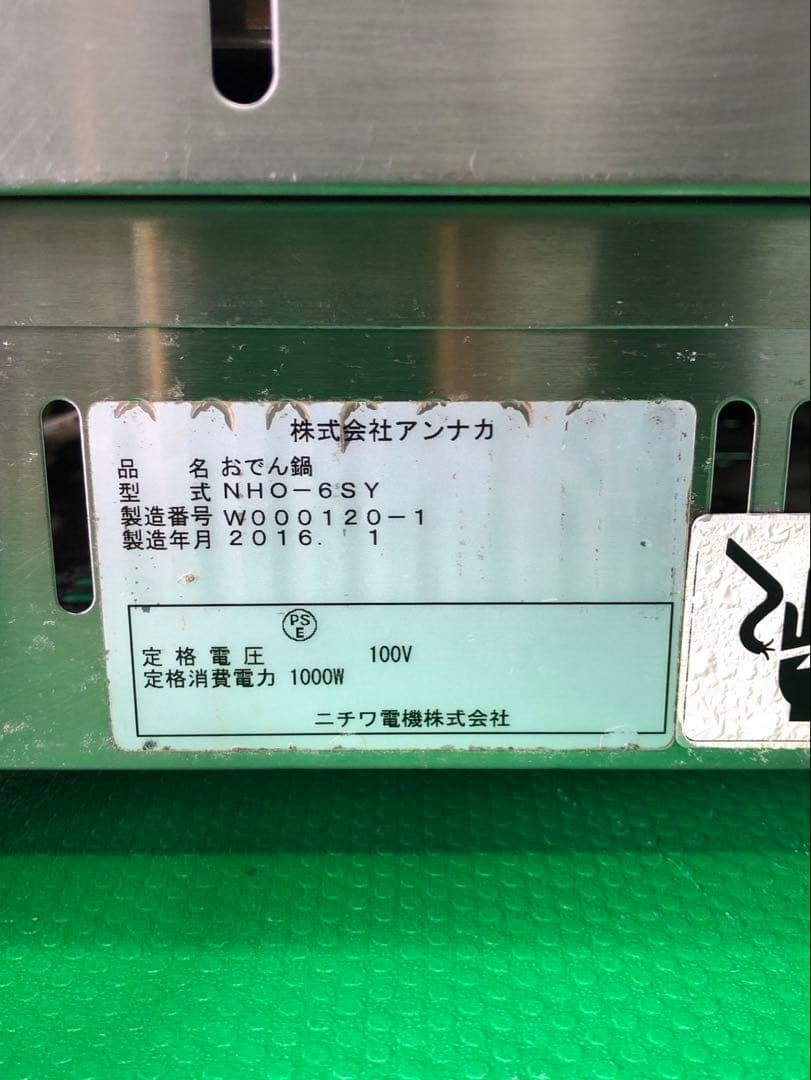 株式会社アンナカ
品　名 おでん鍋
型　式 NHO-6SY
製造番号 W000120-1
製造年月 2016. 1
PS
E
定格電圧 100V
定格消費電力 1000W
ニチワ電機株式会社